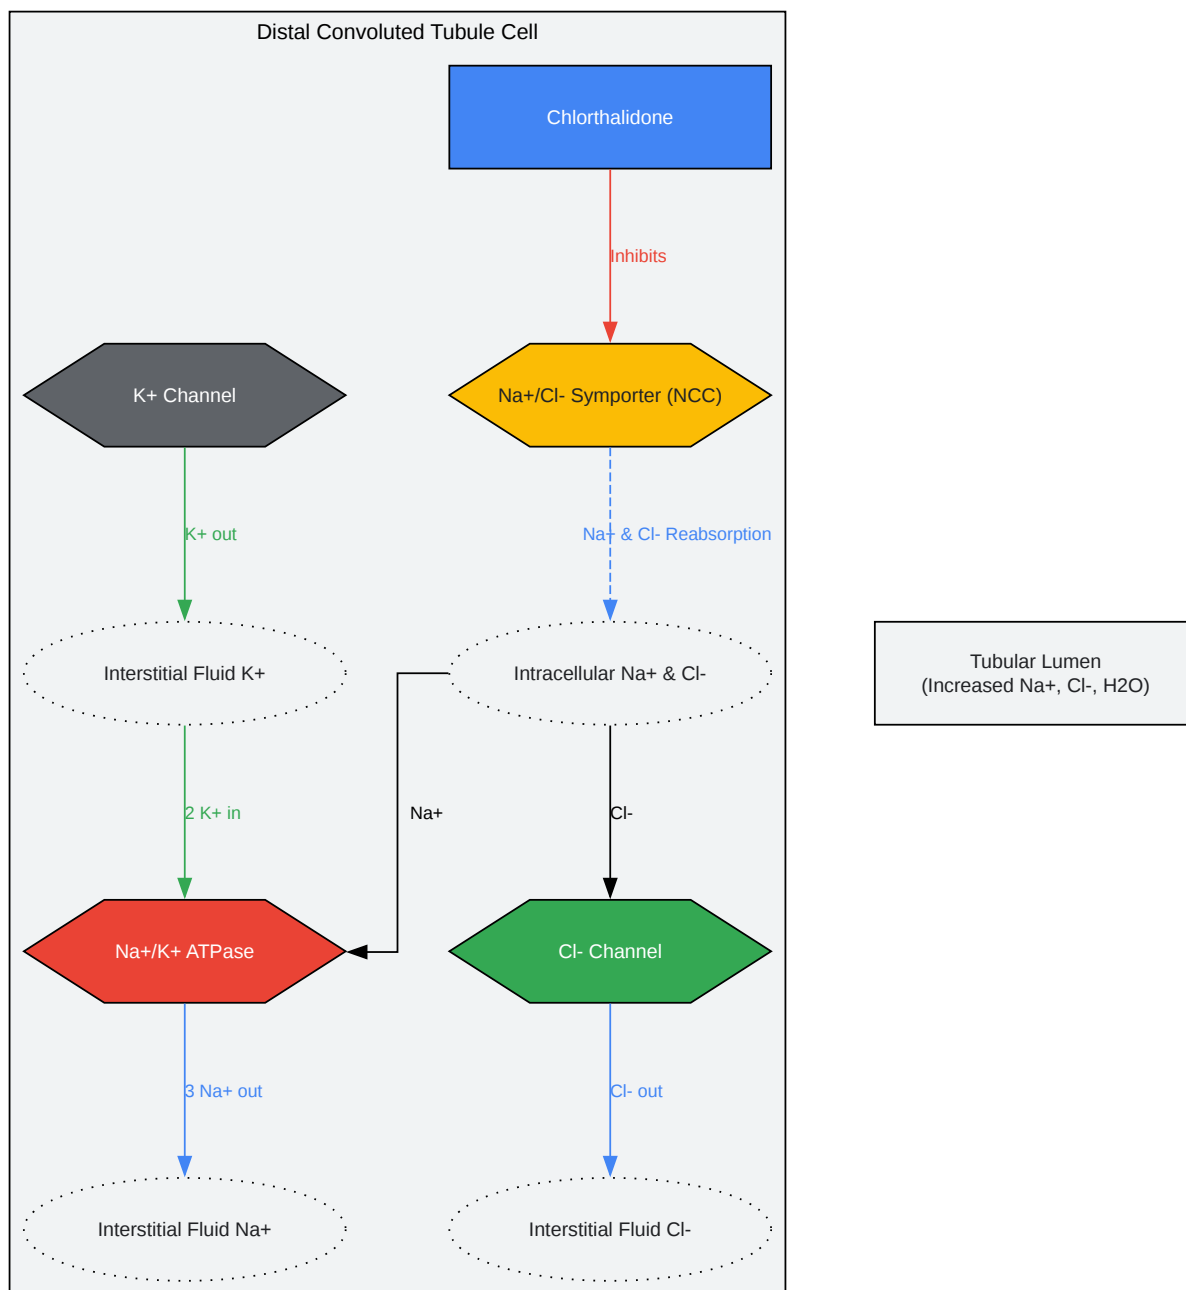 Distal Convoluted Tubule Cell
Chlorthalidone
Inhibits
K+ Channel
Na+/Cl- Symporter (NCC)
K+ out
Na+ & Cl- Reabsorption
Interstitial Fluid K+
Intracellular Na+ & Cl-
Tubular Lumen
(Increased Na+, Cl-, H2O)
2 K+ in
Na+
Cl-
Na+/K+ ATPase
Cl- Channel
3 Na+ out
Cl- out
Interstitial Fluid Na+
Interstitial Fluid Cl-